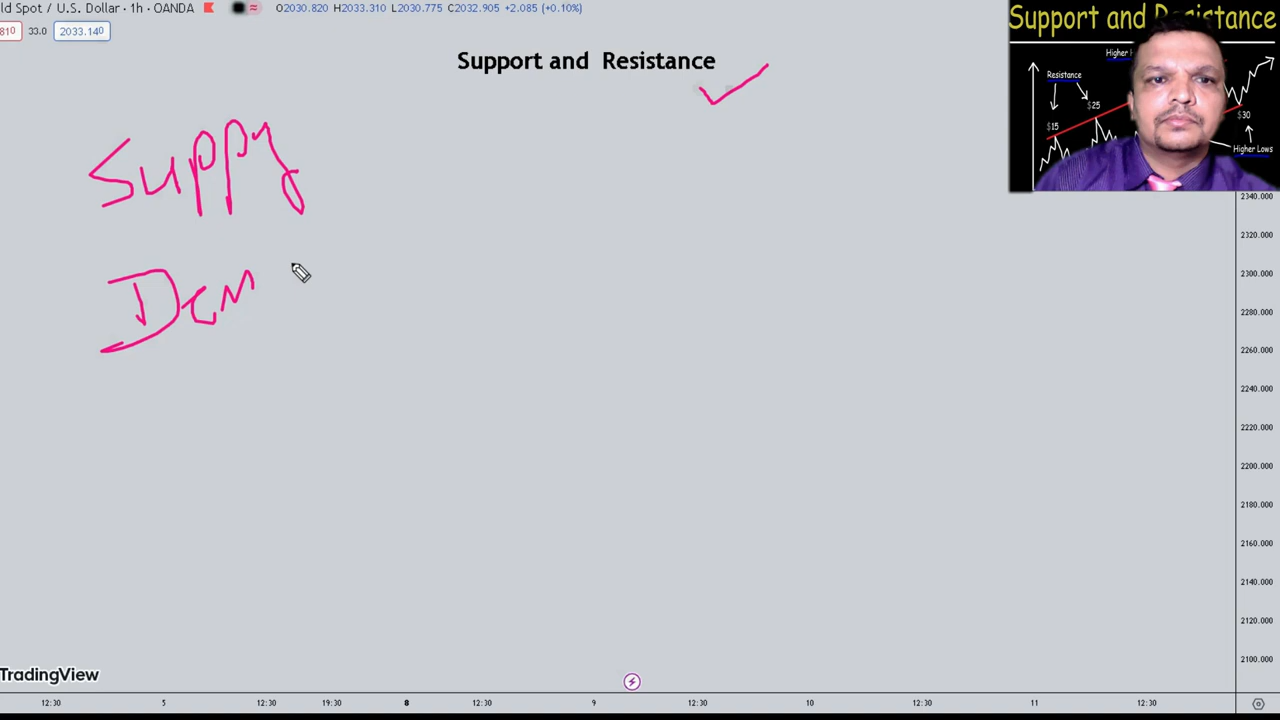 ld Spot / U.S. Dollar · 1h · OANDA O2030.820 H2033.310 L2030.775 C2032.905 +2.085 (+0.10%)
810 33.0 2033.140
Support and Resistance
Suppy
Dem
Support and Resistance
Higher
Resistance
$25
$15
$30
Higher Lows
2340.000
2320.000
2300.000
2280.000
2260.000
2240.000
2220.000
2200.000
2180.000
2160.000
2140.000
2120.000
2100.000
TradingView
12:30 5 12:30 19:30 8 12:30 9 12:30 10 12:30 11 12:30